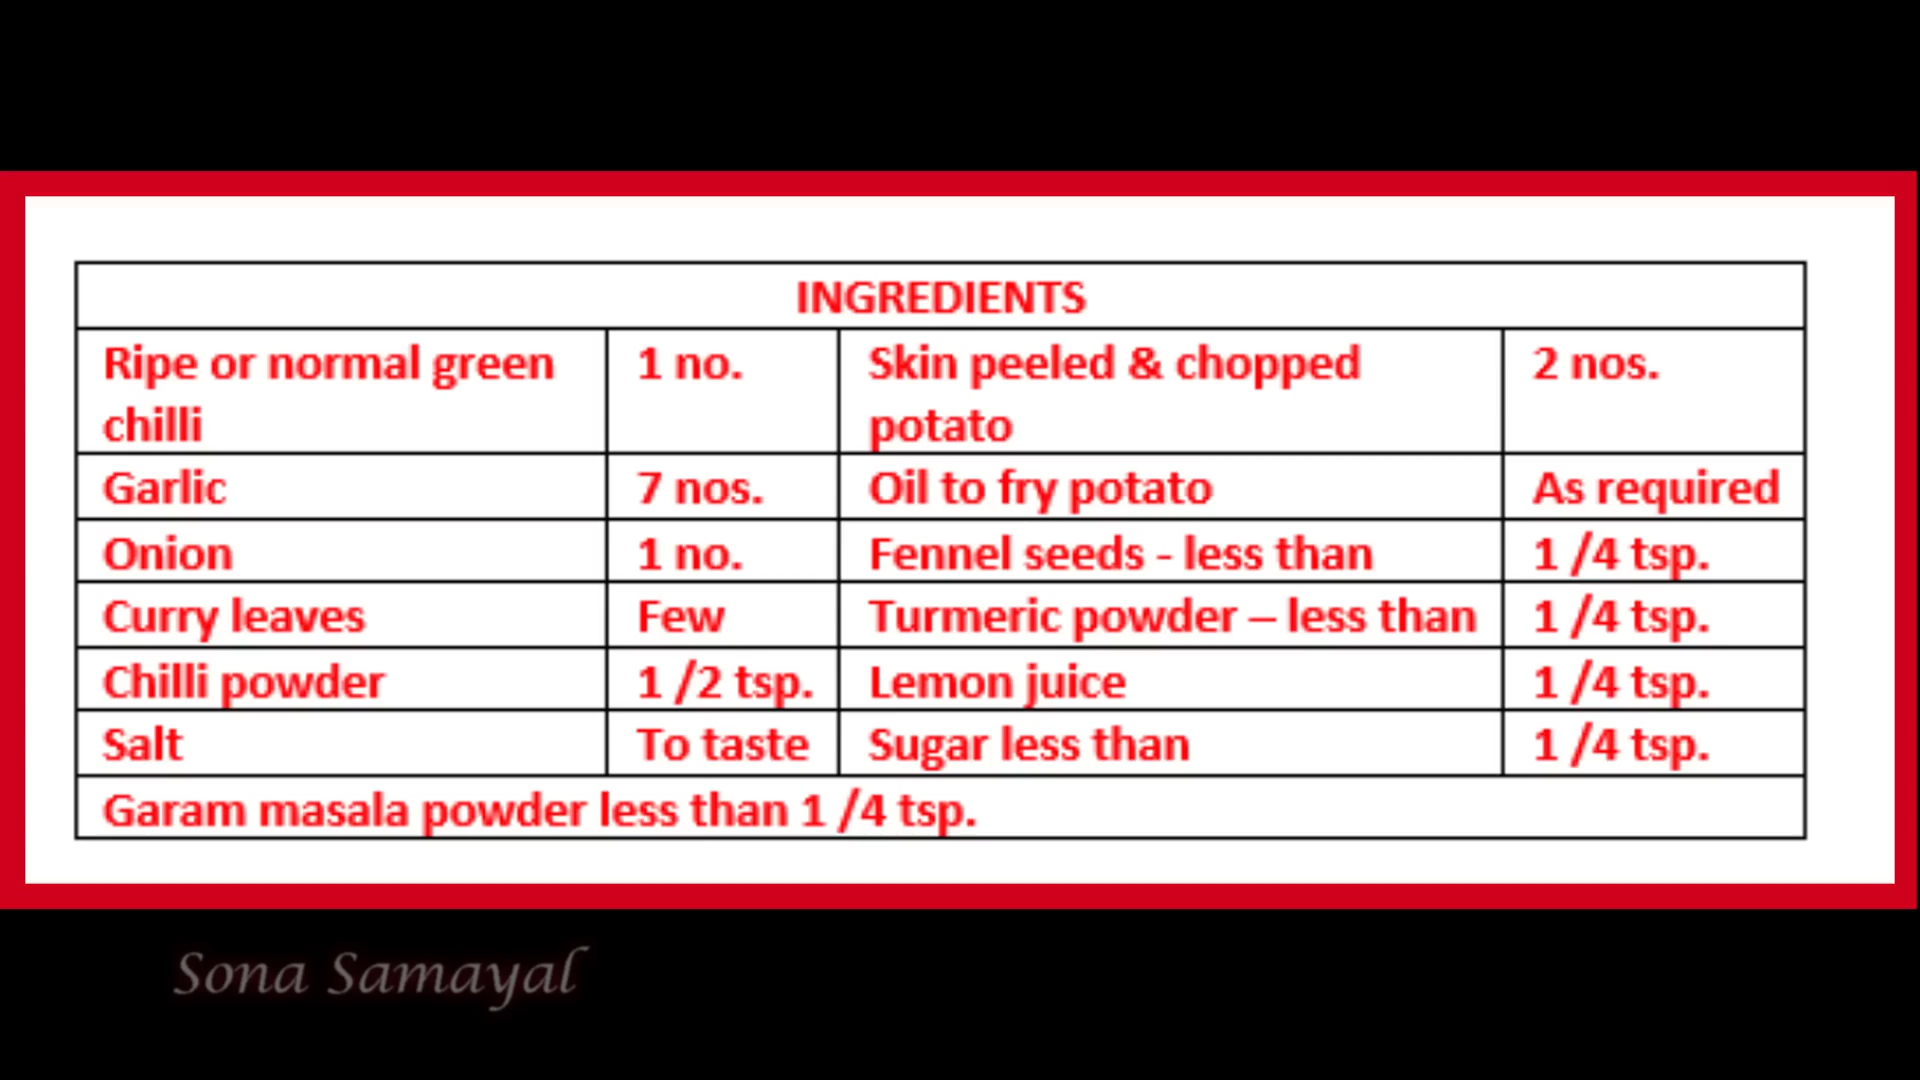 INGREDIENTS
Ripe or normal green chilli 1 no. Skin peeled & chopped potato 2 nos.
Garlic 7 nos. Oil to fry potato As required
Onion 1 no. Fennel seeds - less than 1 /4 tsp.
Curry leaves Few Turmeric powder – less than 1 /4 tsp.
Chilli powder 1 /2 tsp. Lemon juice 1 /4 tsp.
Salt To taste Sugar less than 1 /4 tsp.
Garam masala powder less than 1 /4 tsp.
Sona Samayal